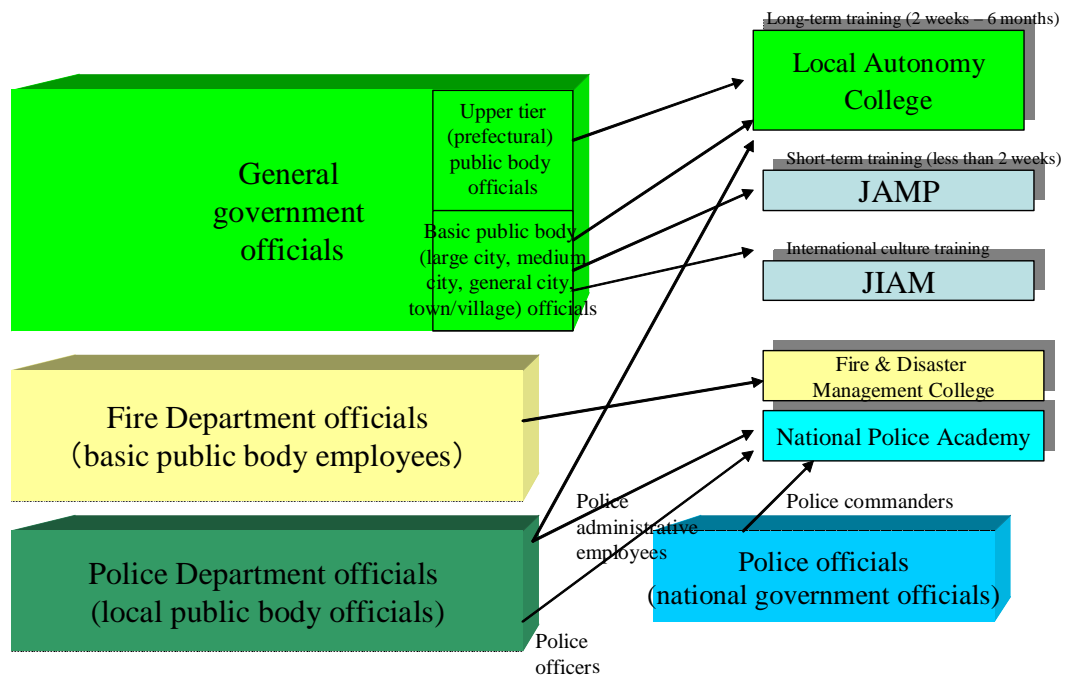 Long-term training (2 weeks – 6 months)
Local Autonomy
College
Upper tier
(prefectural)
public body
officials
General
government
officials
Short-term training (less than 2 weeks)
JAMP
Basic public body
(large city, medium
city, general city,
town/village) officials
International culture training
JIAM
Fire & Disaster
Management College
Fire Department officials
（basic public body employees）
National Police Academy
Police
administrative
employees
Police commanders
Police Department officials
(local public body officials)
Police officials
(national government officials)
Police
officers